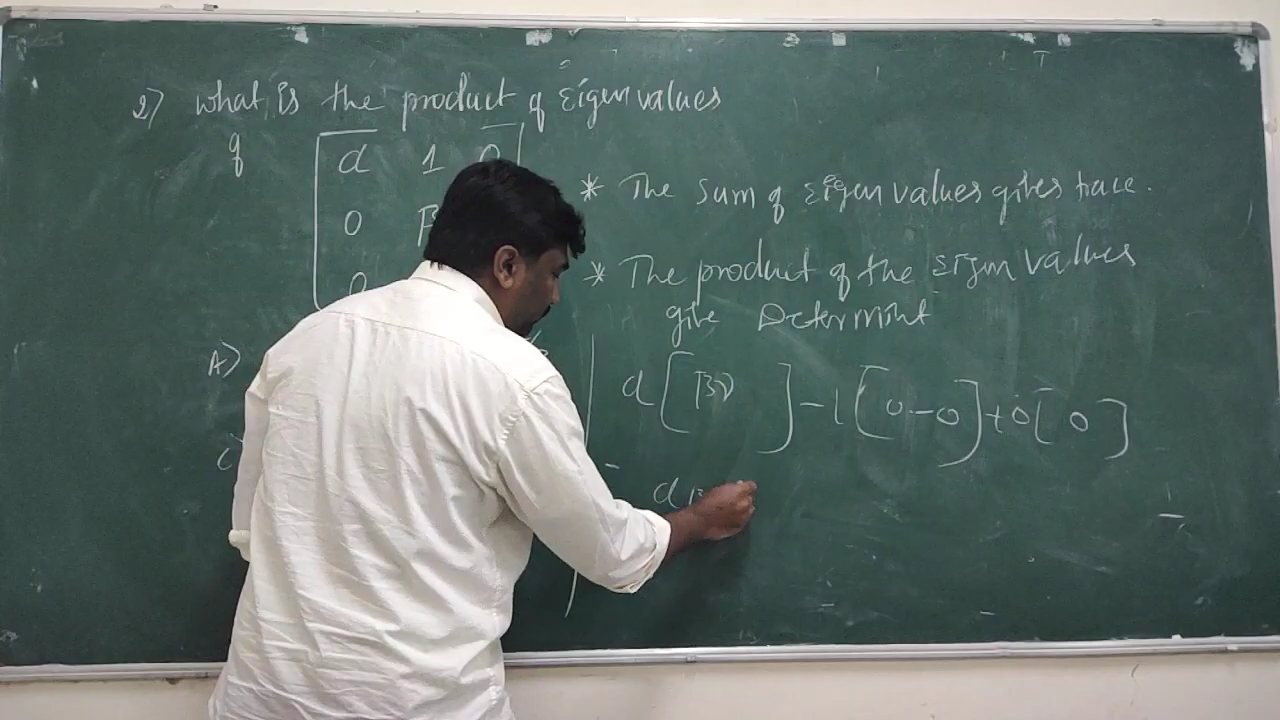 2) what is the product of Eigen values
of
α 1 0
0 β
0
* The sum of Eigen values gives trace.
* The product of the Eigen values
give Determint
α [ βγ ] - 1 [ 0 - 0 ] + 0 [ 0 ]
A)
C)
α β